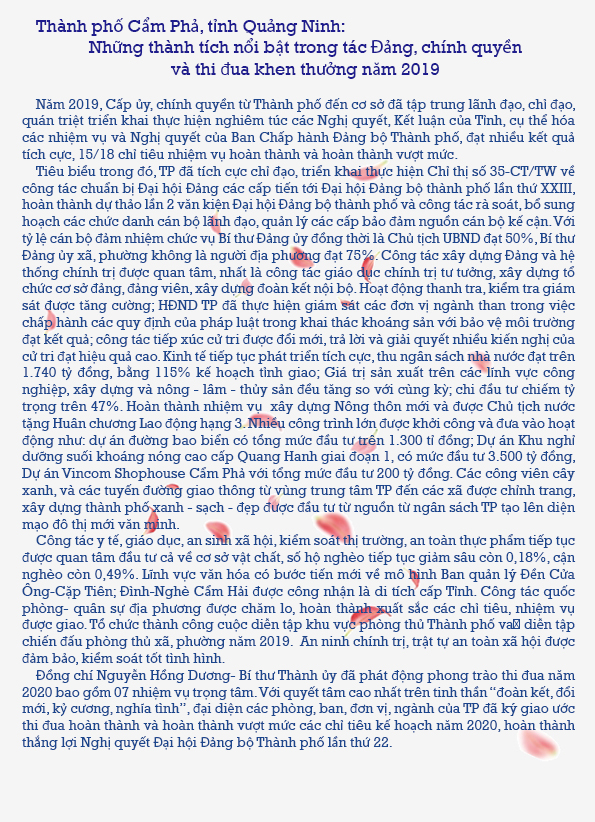 Thành phố Cẩm Phả, tỉnh Quảng Ninh:
Những thành tích nổi bật trong tác Đảng, chính quyền
và thi đua khen thưởng năm 2019
Năm 2019, Cấp ủy, chính quyền từ Thành phố đến cơ sở đã tập trung lãnh đạo, chỉ đạo,
quán triệt triển khai thực hiện nghiêm túc các Nghị quyết, Kết luận của Tỉnh, cụ thể hóa
các nhiệm vụ và Nghị quyết của Ban Chấp hành Đảng bộ Thành phố, đạt nhiều kết quả
tích cực, 15/18 chỉ tiêu nhiệm vụ hoàn thành và hoàn thành vượt mức.
Tiêu biểu trong đó, TP đã tích cực chỉ đạo, triển khai thực hiện Chỉ thị số 35-CT/TW về
công tác chuẩn bị Đại hội Đảng các cấp tiến tới Đại hội Đảng bộ thành phố lần thứ XXIII,
hoàn thành dự thảo lần 2 văn kiện Đại hội Đảng bộ thành phố và công tác rà soát, bổ sung
hoạch các chức danh cán bộ lãnh đạo, quản lý các cấp bảo đảm nguồn cán bộ kế cận. Với
tỷ lệ cán bộ đảm nhiệm chức vụ Bí thư Đảng ủy đồng thời là Chủ tịch UBND đạt 50%, Bí thư
Đảng ủy xã, phường không là người địa phương đạt 75%. Công tác xây dựng Đảng và hệ
thống chính trị được quan tâm, nhất là công tác giáo dục chính trị tư tưởng, xây dựng tổ
chức cơ sở đảng, đảng viên, xây dựng đoàn kết nội bộ. Hoạt động thanh tra, kiểm tra giám
sát được tăng cường; HĐND TP đã thực hiện giám sát các đơn vị ngành than trong việc
chấp hành các quy định của pháp luật trong khai thác khoáng sản với bảo vệ môi trường
đạt kết quả; công tác tiếp xúc cử tri được đổi mới, trả lời và giải quyết nhiều kiến nghị của
cử tri đạt hiệu quả cao. Kinh tế tiếp tục phát triển tích cực, thu ngân sách nhà nước đạt trên
1.740 tỷ đồng, bằng 115% kế hoạch tỉnh giao; Giá trị sản xuất trên các lĩnh vực công
nghiệp, xây dựng và nông - lâm - thủy sản đều tăng so với cùng kỳ; chi đầu tư chiếm tỷ
trọng trên 47%. Hoàn thành nhiệm vụ xây dựng Nông thôn mới và được Chủ tịch nước
tặng Huân chương Lao động hạng 3. Nhiều công trình lớn được khởi công và đưa vào hoạt
động như: dự án đường bao biển có tổng mức đầu tư trên 1.300 tỉ đồng; Dự án Khu nghỉ
dưỡng suối khoáng nóng cao cấp Quang Hanh giai đoạn 1, có mức đầu tư 3.500 tỷ đồng,
Dự án Vincom Shophouse Cẩm Phả với tổng mức đầu tư 200 tỷ đồng. Các công viên cây
xanh, và các tuyến đường giao thông từ vùng trung tâm TP đến các xã được chỉnh trang,
xây dựng thành phố xanh - sạch - đẹp được đầu tư từ nguồn từ ngân sách TP tạo lên diện
mạo đô thị mới văn minh.
Công tác y tế, giáo dục, an sinh xã hội, kiểm soát thị trường, an toàn thực phẩm tiếp tục
được quan tâm đầu tư cả về cơ sở vật chất, số hộ nghèo tiếp tục giảm sâu còn 0,18%, cận
nghèo còn 0,49%. Lĩnh vực văn hóa có bước tiến mới về mô hình Ban quản lý Đền Cửa
Ông-Cặp Tiên; Đình-Nghè Cẩm Hải được công nhận là di tích cấp Tỉnh. Công tác quốc
phòng- quân sự địa phương được chăm lo, hoàn thành xuất sắc các chỉ tiêu, nhiệm vụ
được giao. Tổ chức thành công cuộc diễn tập khu vực phòng thủ Thành phố va diễn tập
chiến đấu phòng thủ xã, phường năm 2019. An ninh chính trị, trật tự an toàn xã hội được
đảm bảo, kiểm soát tốt tình hình.
Đồng chí Nguyễn Hồng Dương- Bí thư Thành ủy đã phát động phong trào thi đua năm
2020 bao gồm 07 nhiệm vụ trọng tâm. Với quyết tâm cao nhất trên tinh thần “đoàn kết, đổi
mới, kỷ cương, nghĩa tình”, đại diện các phòng, ban, đơn vị, ngành của TP đã ký giao ước
thi đua hoàn thành và hoàn thành vượt mức các chỉ tiêu kế hoạch năm 2020, hoàn thành
thắng lợi Nghị quyết Đại hội Đảng bộ Thành phố lần thứ 22.